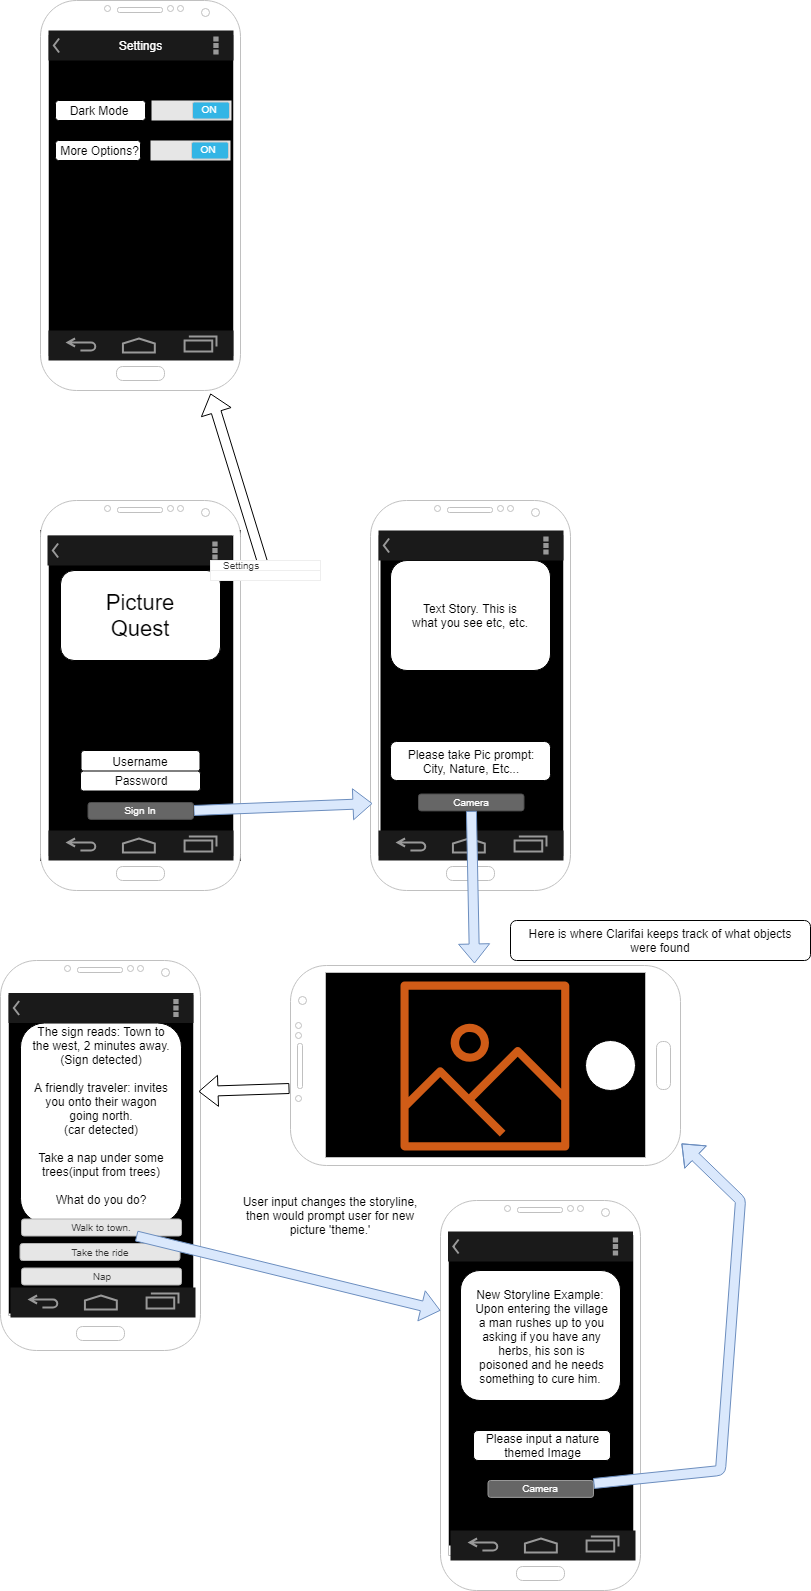 Settings
Dark Mode
ON
More Options?
ON
Settings
Picture
Quest
Username
Password
Sign In
Text Story. This is
what you see etc, etc.
Please take Pic prompt:
City, Nature, Etc...
Camera
Here is where Clarifai keeps track of what objects
were found
The sign reads: Town to
the west, 2 minutes away.
(Sign detected)
A friendly traveler: invites
you onto their wagon
going north.
(car detected)
Take a nap under some
trees(input from trees)
What do you do?
Walk to town.
Take the ride
Nap
User input changes the storyline,
then would prompt user for new
picture 'theme.'
New Storyline Example:
Upon entering the village
a man rushes up to you
asking if you have any
herbs, his son is
poisoned and he needs
something to cure him.
Please input a nature
themed Image
Camera